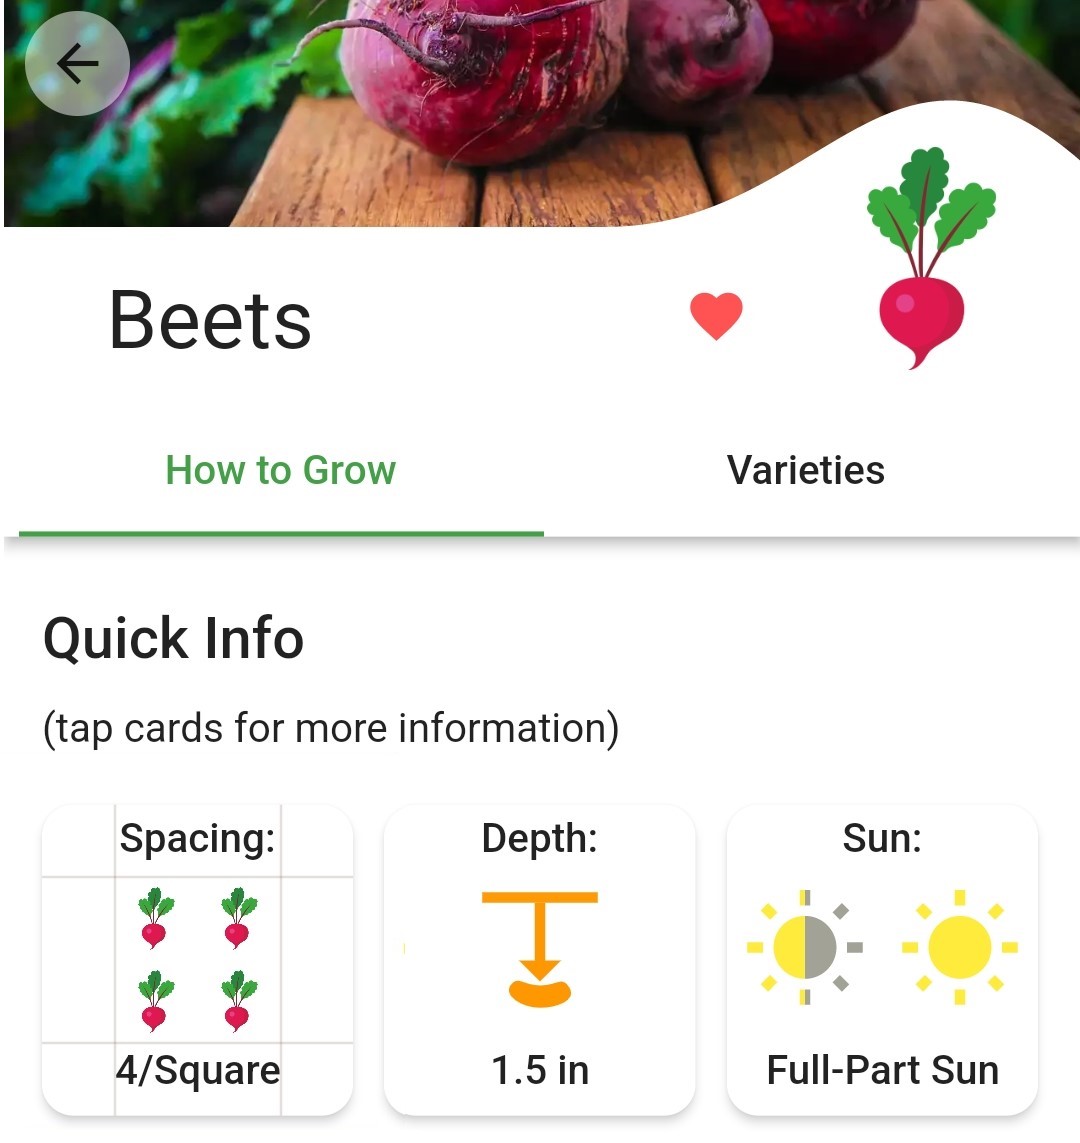 Beets
How to Grow
Varieties
Quick Info
(tap cards for more information)
Spacing:
4/Square
Depth:
1.5 in
Sun:
Full-Part Sun